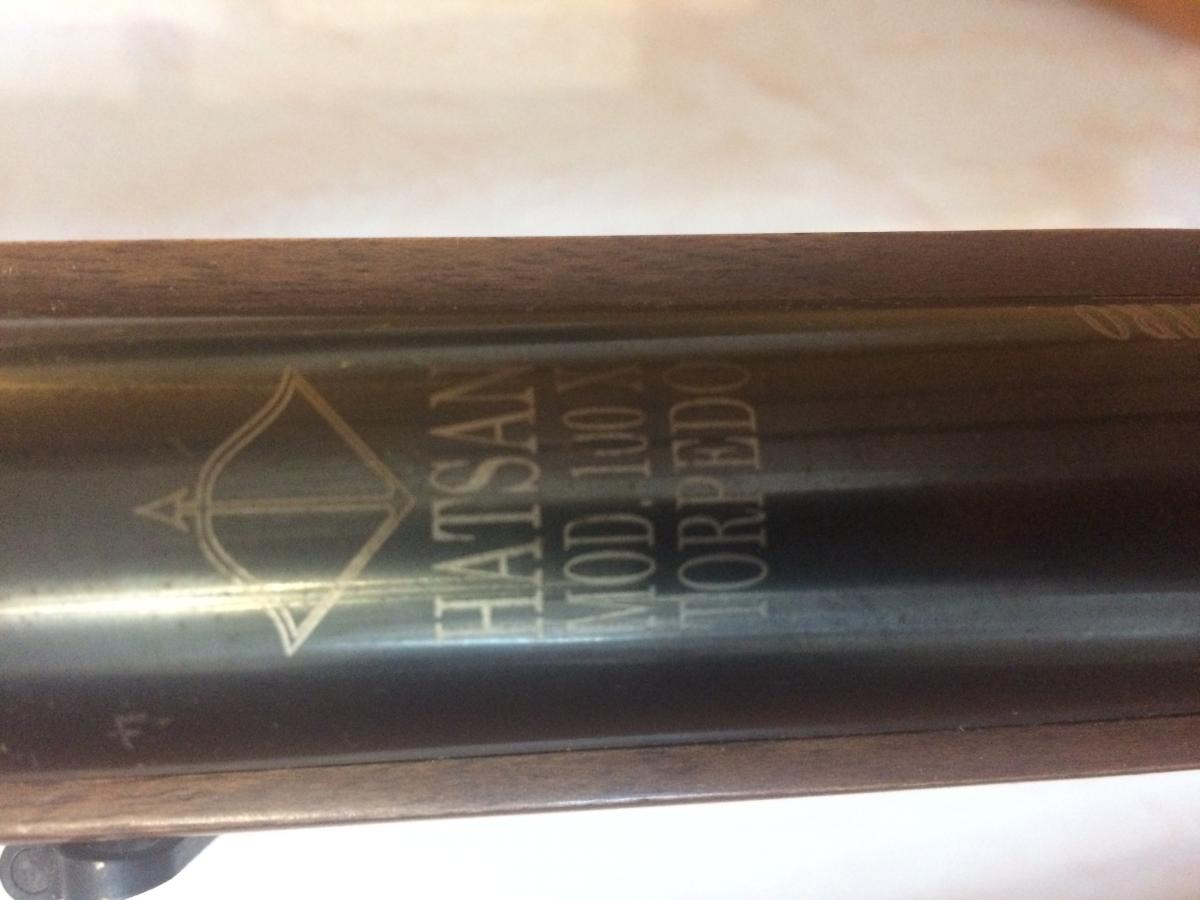 HATSAN
MOD.100 X
TORPEDO